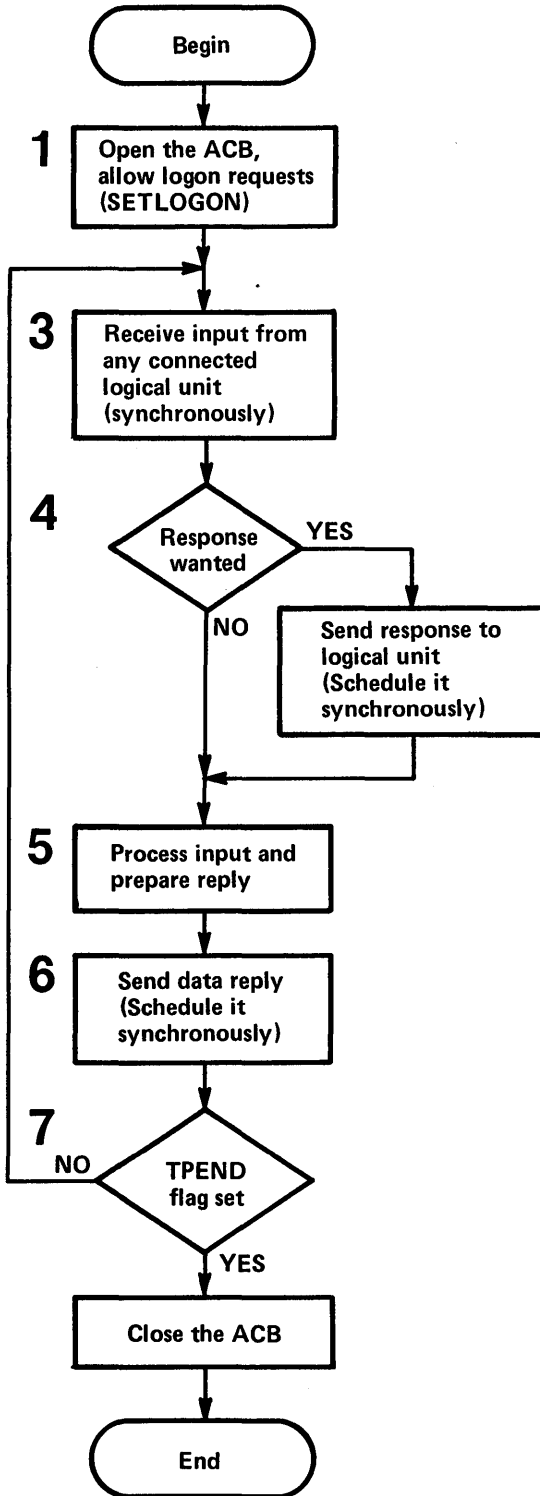 Begin
1
Open the ACB,
allow logon requests
(SETLOGON)
3
Receive input from
any connected
logical unit
(synchronously)
4
Response
wanted
YES
NO
Send response to
logical unit
(Schedule it
synchronously)
5
Process input and
prepare reply
6
Send data reply
(Schedule it
synchronously)
7
NO
TPEND
flag set
YES
Close the ACB
End